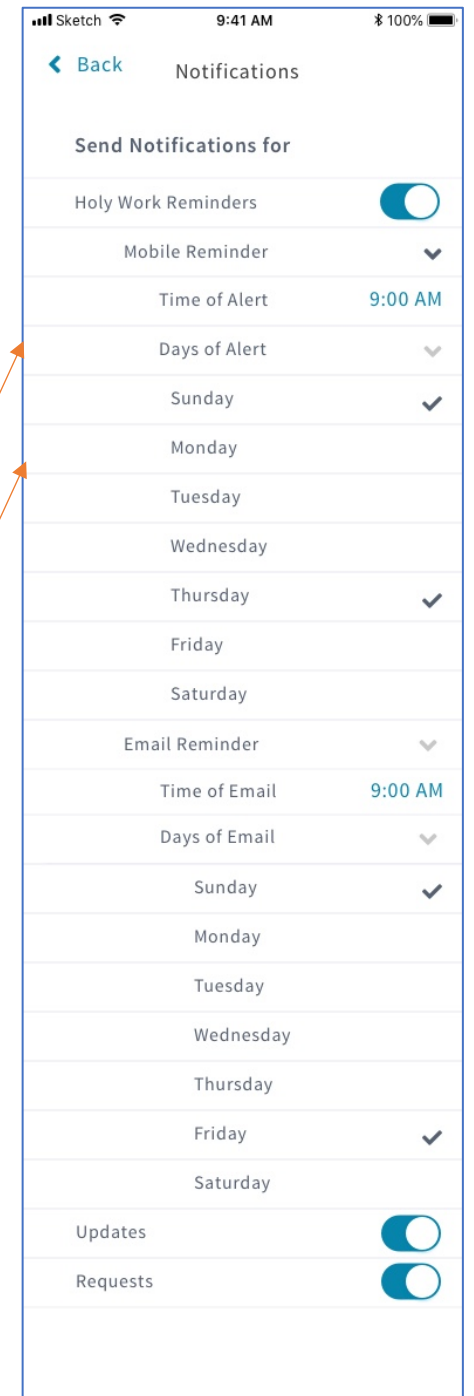 Sketch 9:41 AM 100%
Back Notifications
Send Notifications for
Holy Work Reminders
Mobile Reminder
Time of Alert 9:00 AM
Days of Alert
Sunday
Monday
Tuesday
Wednesday
Thursday
Friday
Saturday
Email Reminder
Time of Email 9:00 AM
Days of Email
Sunday
Monday
Tuesday
Wednesday
Thursday
Friday
Saturday
Updates
Requests